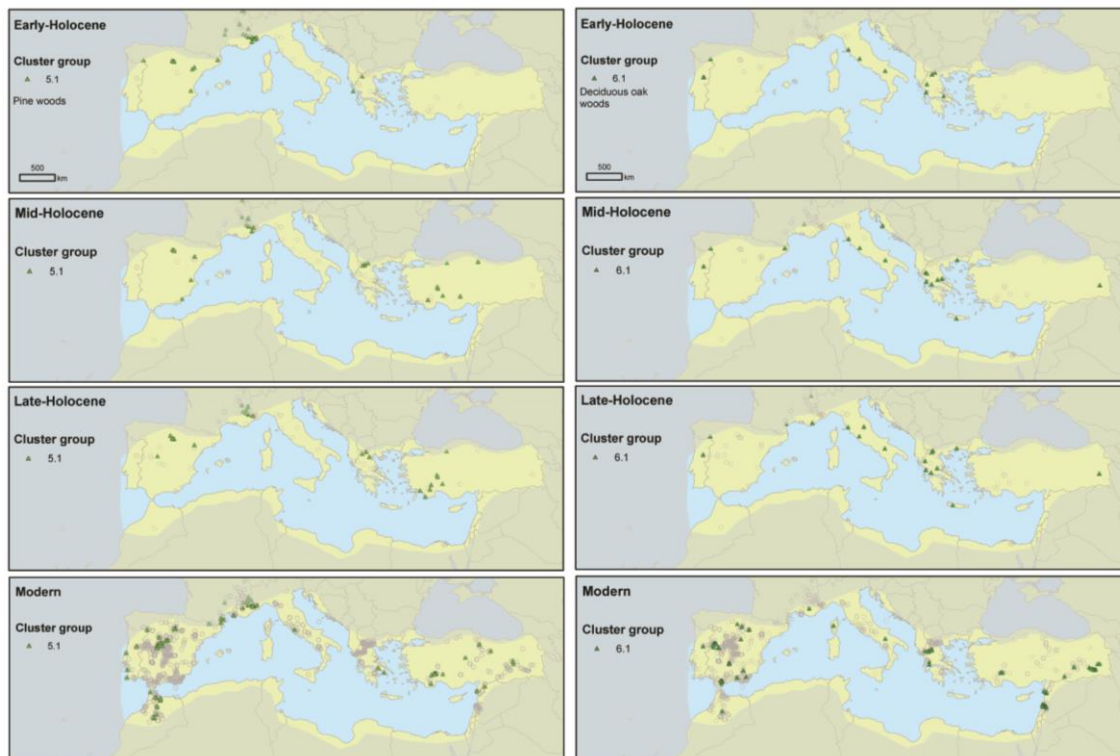 Early-Holocene
Cluster group
5.1
Pine woods
500
km
Mid-Holocene
Cluster group
5.1
Late-Holocene
Cluster group
5.1
Modern
Cluster group
5.1
Early-Holocene
Cluster group
6.1
Deciduous oak
woods
500
km
Mid-Holocene
Cluster group
6.1
Late-Holocene
Cluster group
6.1
Modern
Cluster group
6.1